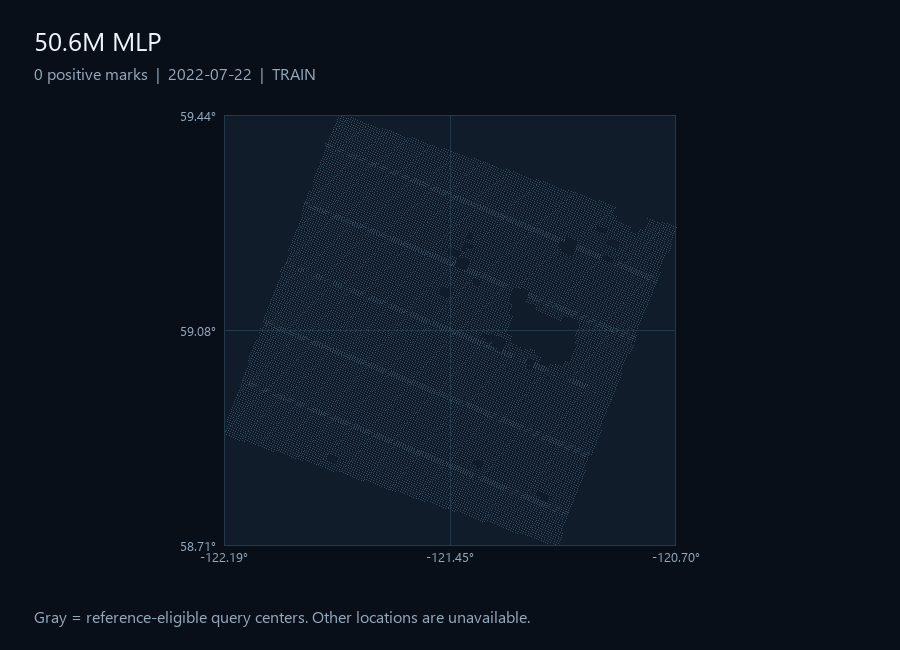 50.6M MLP
0 positive marks | 2022-07-22 | TRAIN
59.44°
59.08°
58.71°
-122.19°
-121.45°
-120.70°
Gray = reference-eligible query centers. Other locations are unavailable.